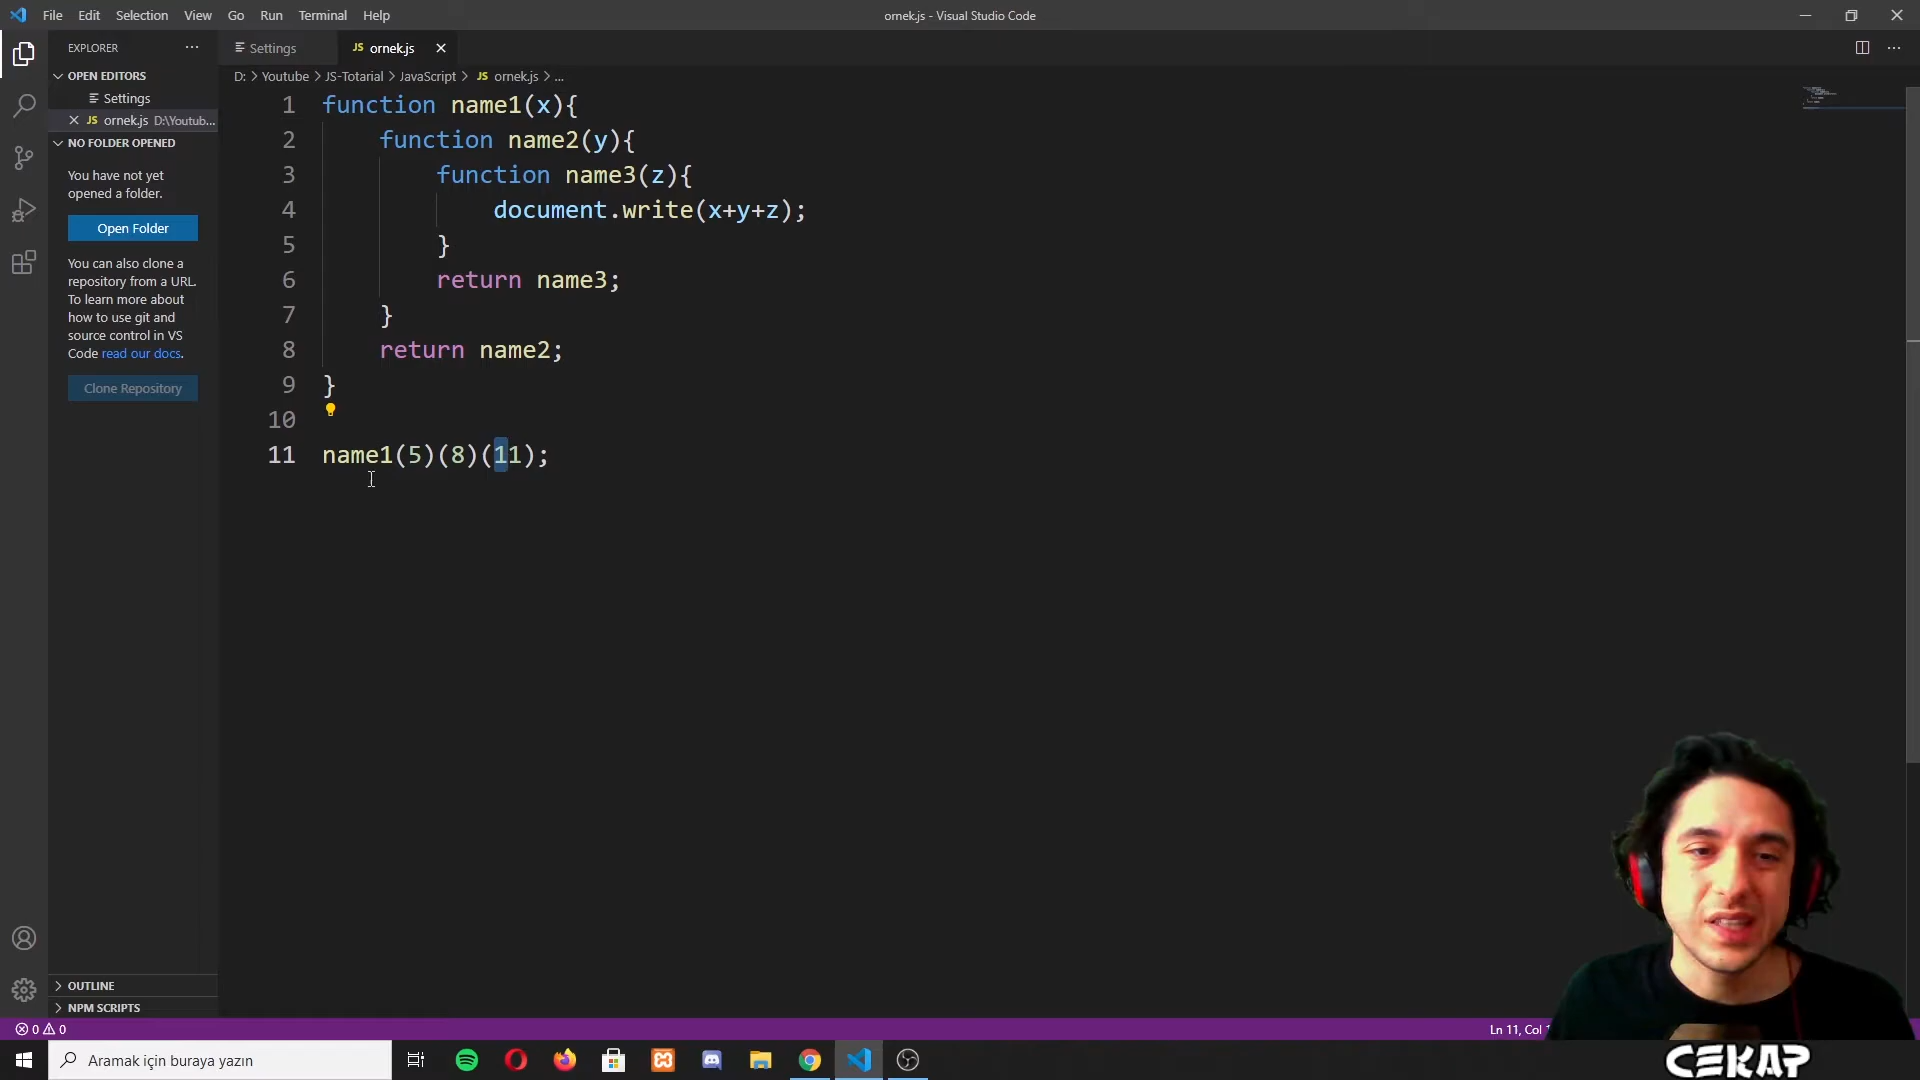 File Edit Selection View Go Run Terminal Help
ornek.js - Visual Studio Code
EXPLORER
OPEN EDITORS
Settings
JS ornek.js D:\Youtub...
NO FOLDER OPENED
You have not yet
opened a folder.
Open Folder
You can also clone a
repository from a URL.
To learn more about
how to use git and
source control in VS
Code read our docs.
Clone Repository
OUTLINE
NPM SCRIPTS
Settings
JS ornek.js
D: > Youtube > JS-Totarial > JavaScript > JS ornek.js > ...
1 function name1(x){
2 function name2(y){
3 function name3(z){
4 document.write(x+y+z);
5 }
6 return name3;
7 }
8 return name2;
9 }
10
11 name1(5)(8)(11);
0 0
Ln 11, Col
Aramak için buraya yazın
CEKAP